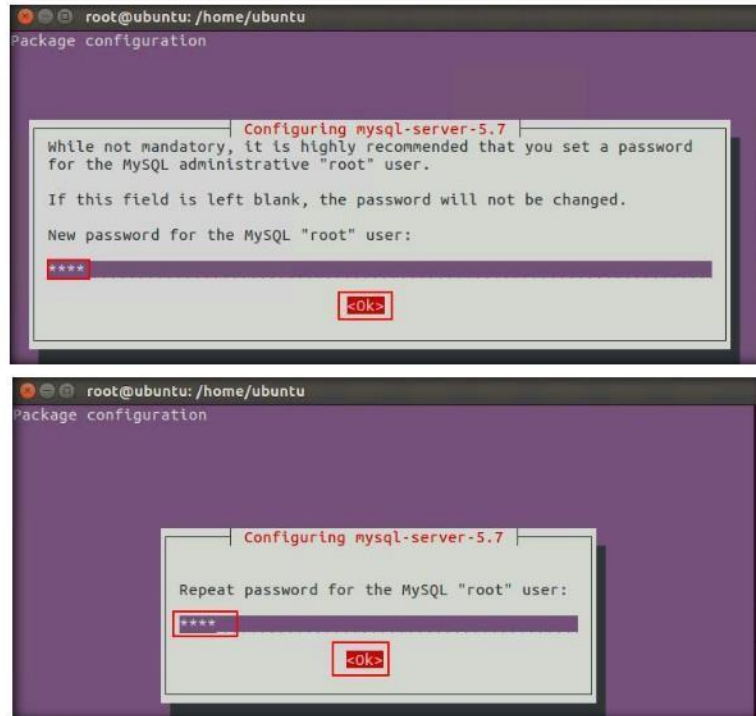 root@ubuntu: /home/ubuntu
Package configuration
Configuring mysql-server-5.7
While not mandatory, it is highly recommended that you set a password
for the MySQL administrative "root" user.
If this field is left blank, the password will not be changed.
New password for the MySQL "root" user:
****
<Ok>
root@ubuntu: /home/ubuntu
Package configuration
Configuring mysql-server-5.7
Repeat password for the MySQL "root" user:
****
<Ok>